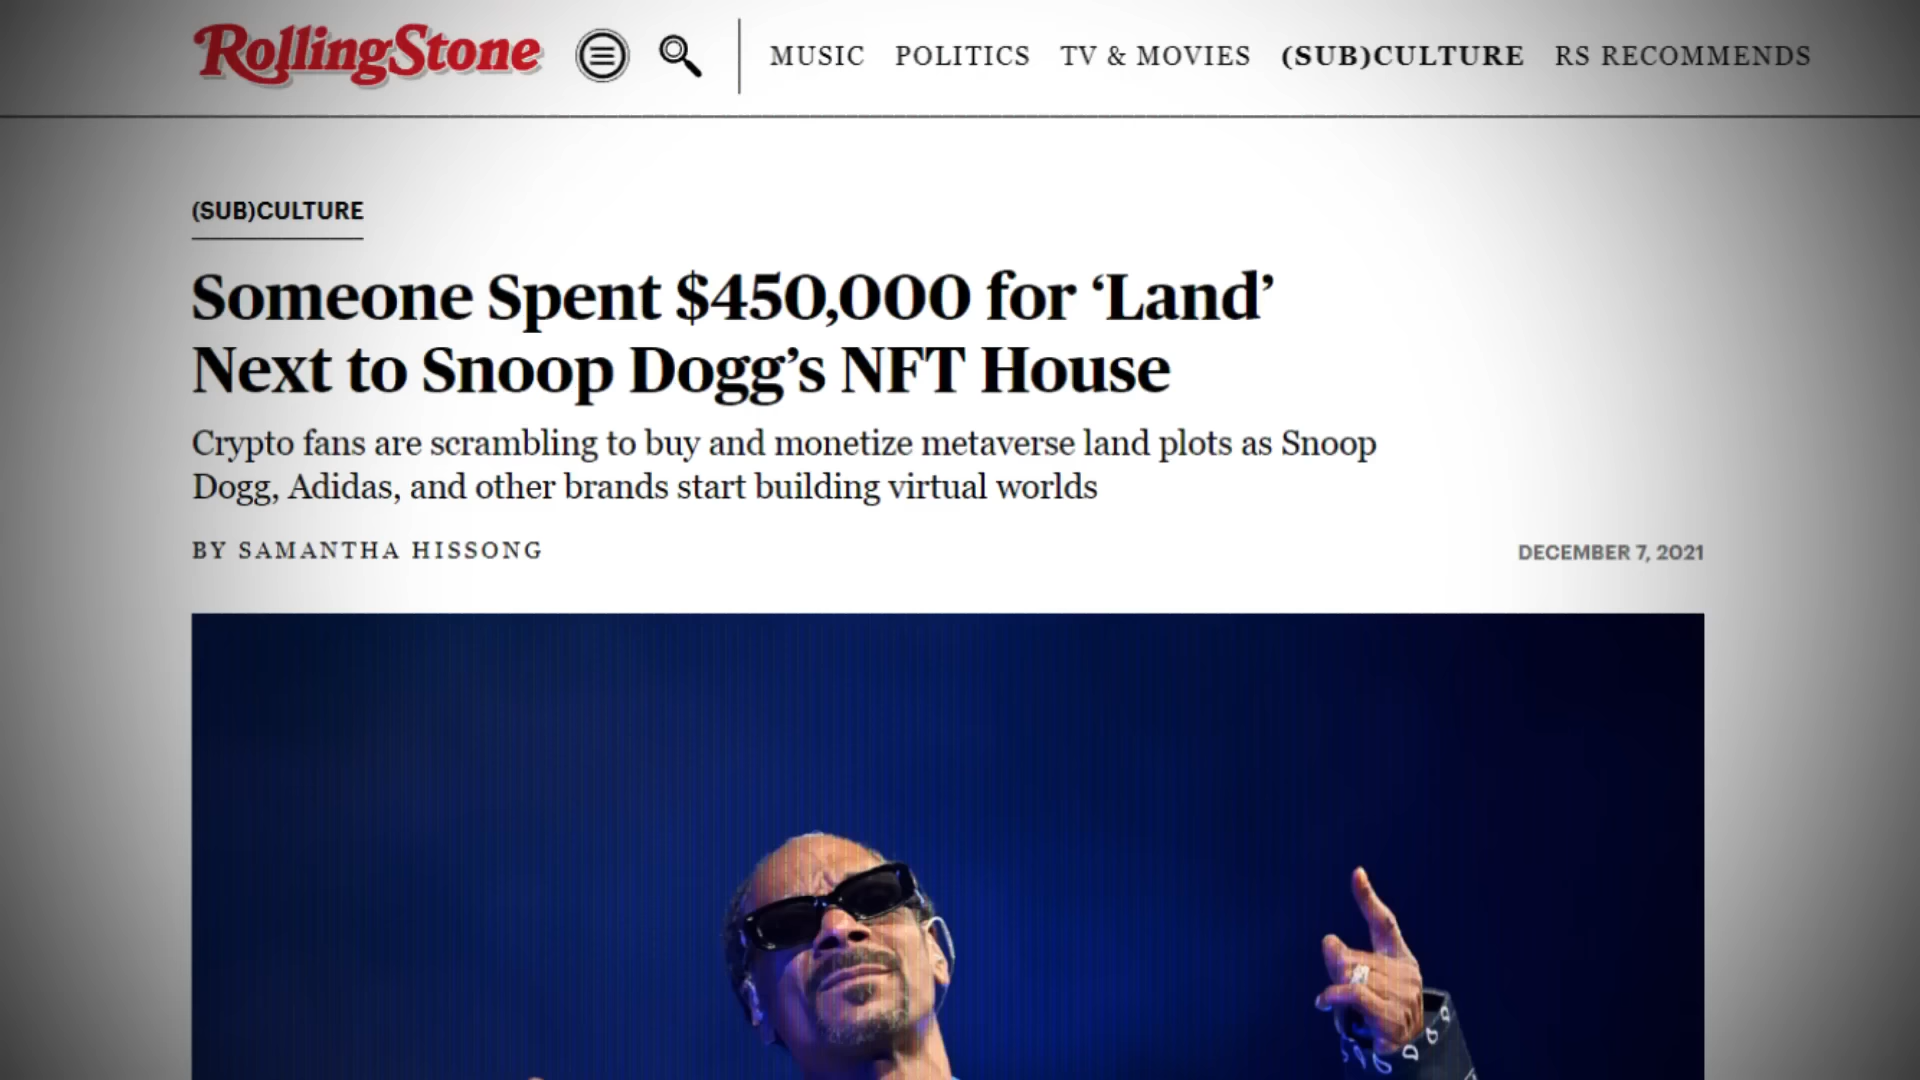 RollingStone
MUSIC POLITICS TV & MOVIES (SUB)CULTURE RS RECOMMENDS
(SUB)CULTURE
Someone Spent $450,000 for ‘Land’
Next to Snoop Dogg’s NFT House
Crypto fans are scrambling to buy and monetize metaverse land plots as Snoop
Dogg, Adidas, and other brands start building virtual worlds
BY SAMANTHA HISSONG
DECEMBER 7, 2021